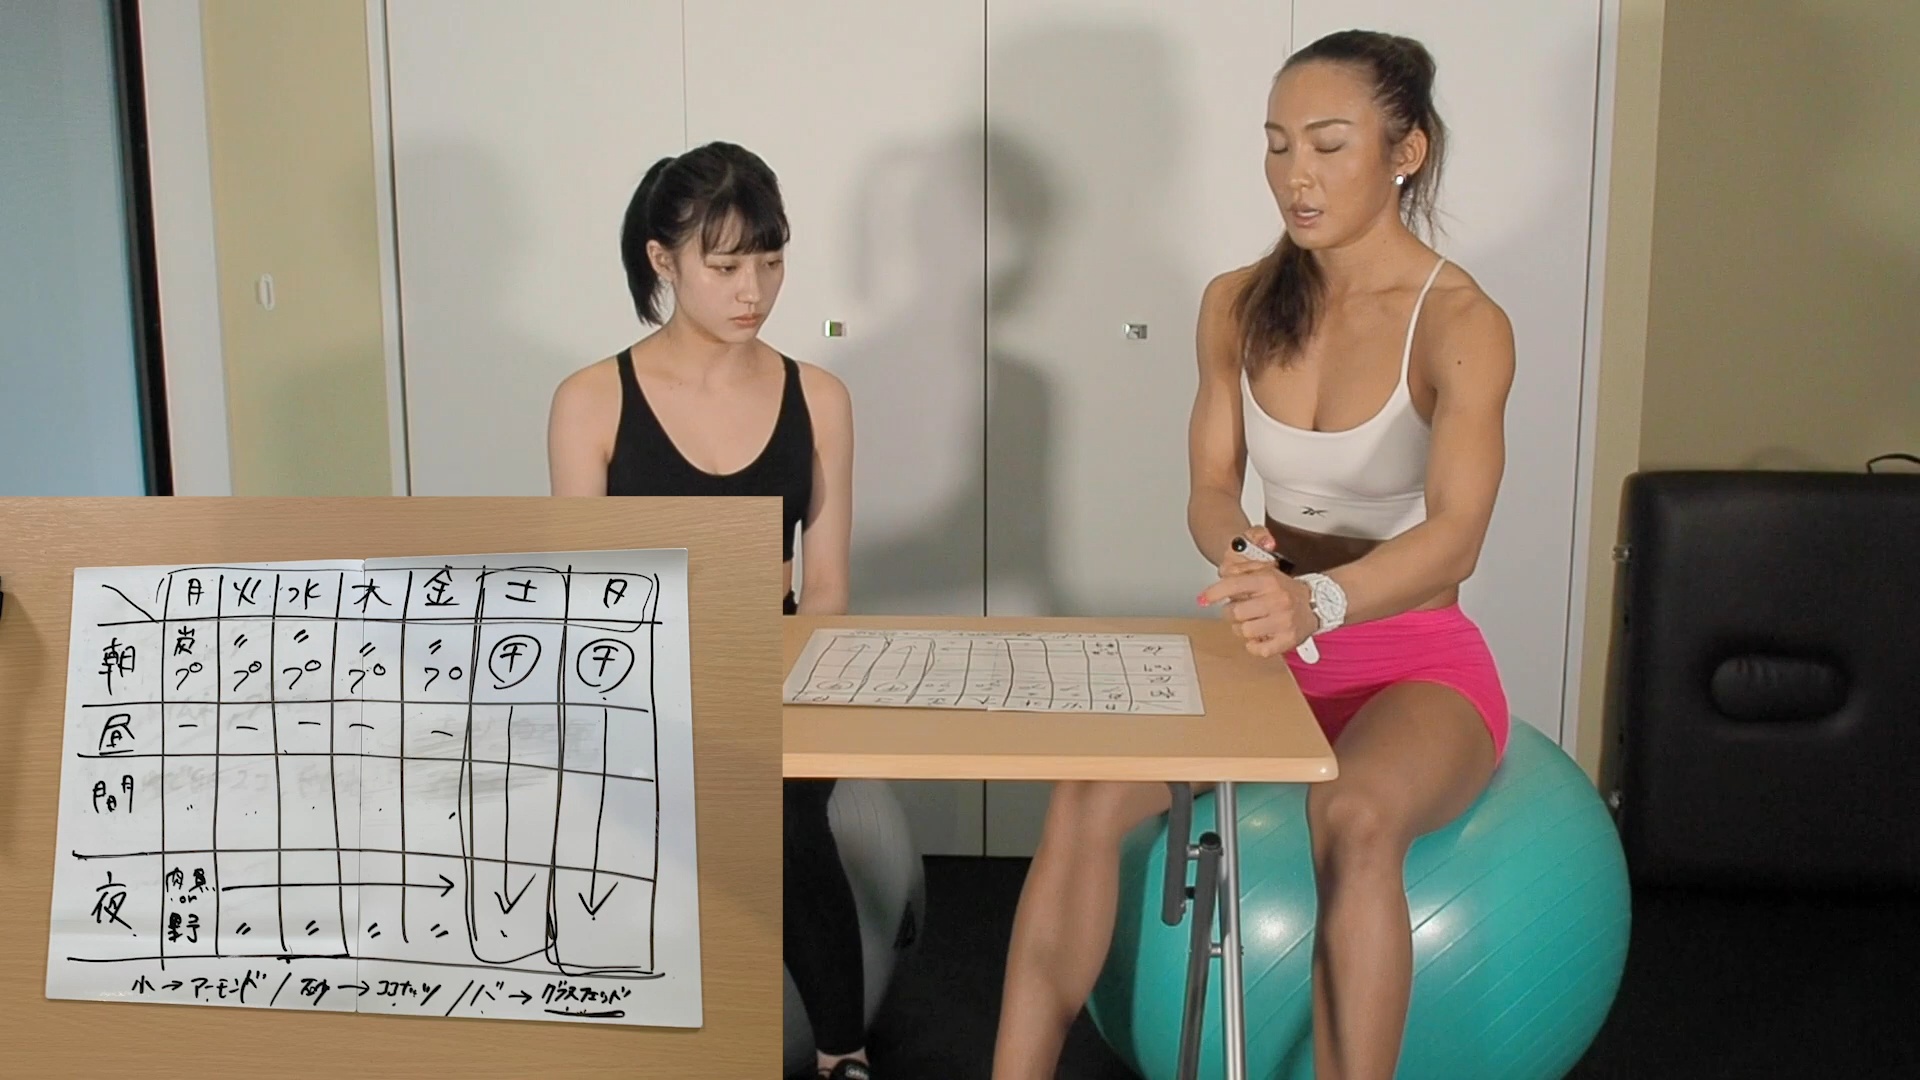 月 火 水 木 金 土 日
朝 炭 〃 〃 〃 〃 チ チ
プ プ プ プ プ
昼 ー ー ー ー ー
間
夜 肉 魚
or
野 〃 〃 〃 〃
小→アーモンド/砂→ココナッツ/バ→グラスフェッドバ